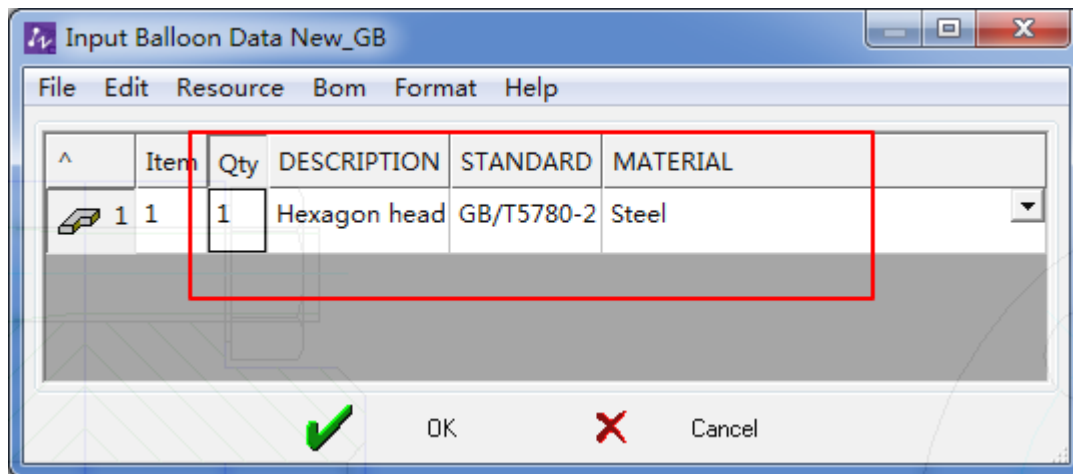 Input Balloon Data New_GB
File Edit Resource Bom Format Help
^ Item Qty DESCRIPTION STANDARD MATERIAL
1 1 1 Hexagon head GB/T5780-2 Steel
OK Cancel